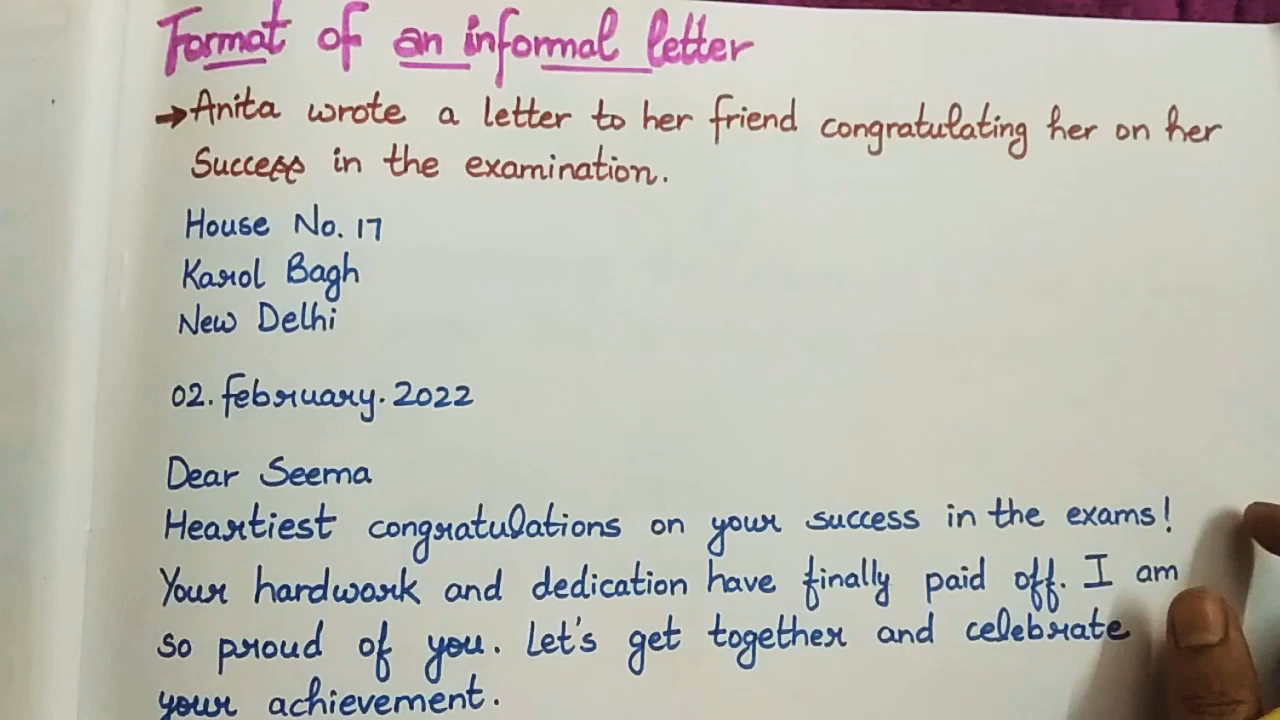 Format of an informal letter
→Anita wrote a letter to her friend congratulating her on her
Success in the examination.
House No. 17
Karol Bagh
New Delhi
02. february. 2022
Dear Seema
Heartiest congratulations on your success in the exams!
Your hardwork and dedication have finally paid off. I am
so proud of you. Let's get together and celebrate
your achievement.